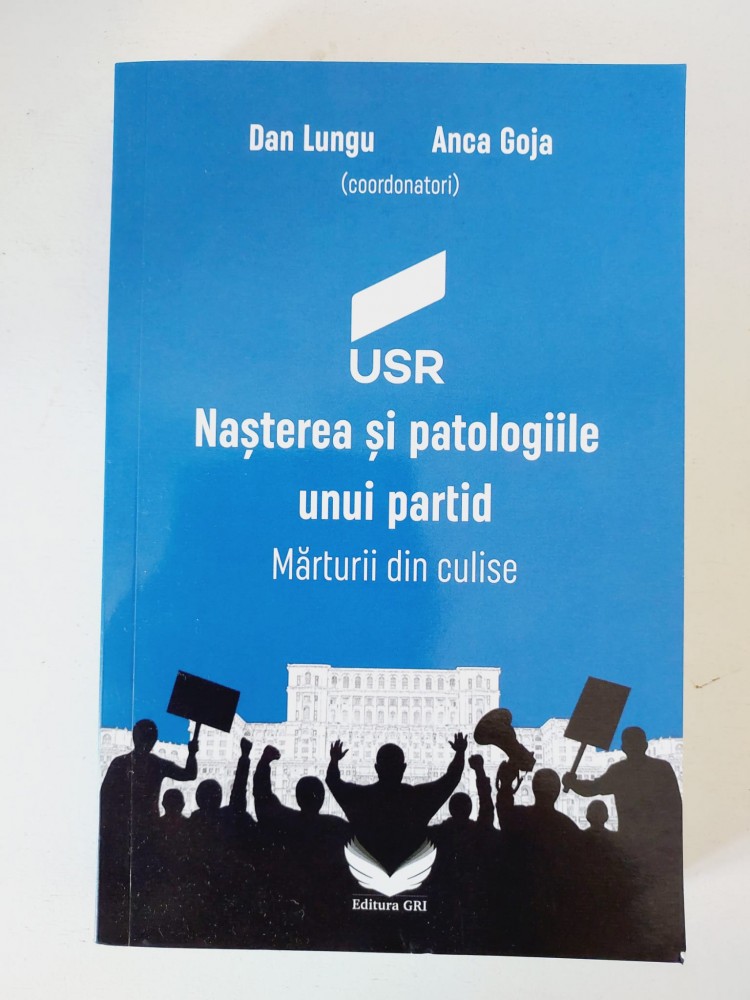 Dan Lungu Anca Goja
(coordonatori)
USR
Nașterea și patologiile
unui partid
Mărturii din culise
Editura GRI